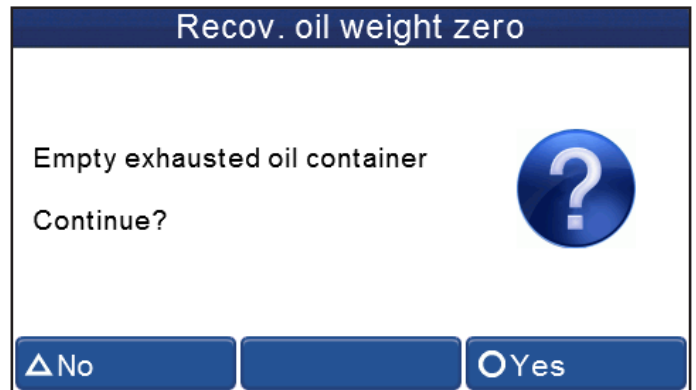 Recov. oil weight zero
Empty exhausted oil container
Continue?
No
Yes